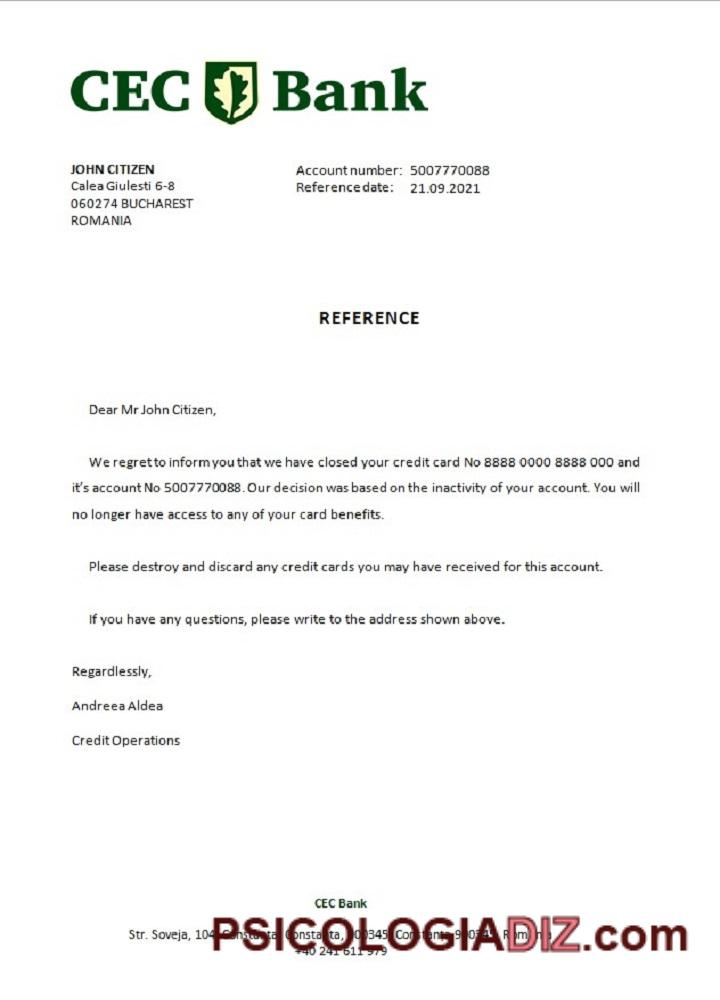 CEC Bank
JOHN CITIZEN
Calea Giulesti 6-8
060274 BUCHAREST
ROMANIA
Account number: 5007770088
Reference date: 21.09.2021
REFERENCE
Dear Mr John Citizen,
We regret to inform you that we have closed your credit card No 8888 0000 8888 000 and
it's account No 5007770088. Our decision was based on the inactivity of your account. You will
no longer have access to any of your card benefits.
Please destroy and discard any credit cards you may have received for this account.
If you have any questions, please write to the address shown above.
Regardlessly,
Andreea Aldea
Credit Operations
CEC Bank
Str. Soveja, 104, Constanta, Constanta, 900345, Constanta 900345, Romania
PSICOLOGIADIZ.com
+40 241 611 979